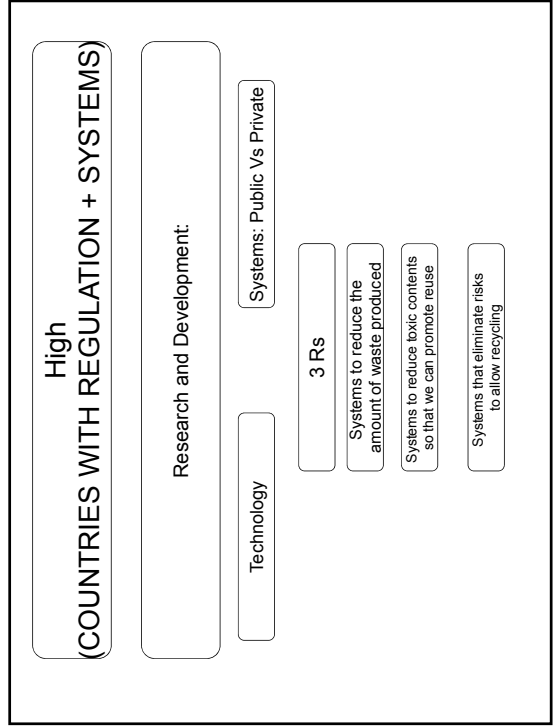 High
(COUNTRIES WITH REGULATION + SYSTEMS)
Research and Development:
Technology
Systems: Public Vs Private
3 Rs
Systems to reduce the
amount of waste produced
Systems to reduce toxic contents
so that we can promote reuse
Systems that eliminate risks
to allow recycling